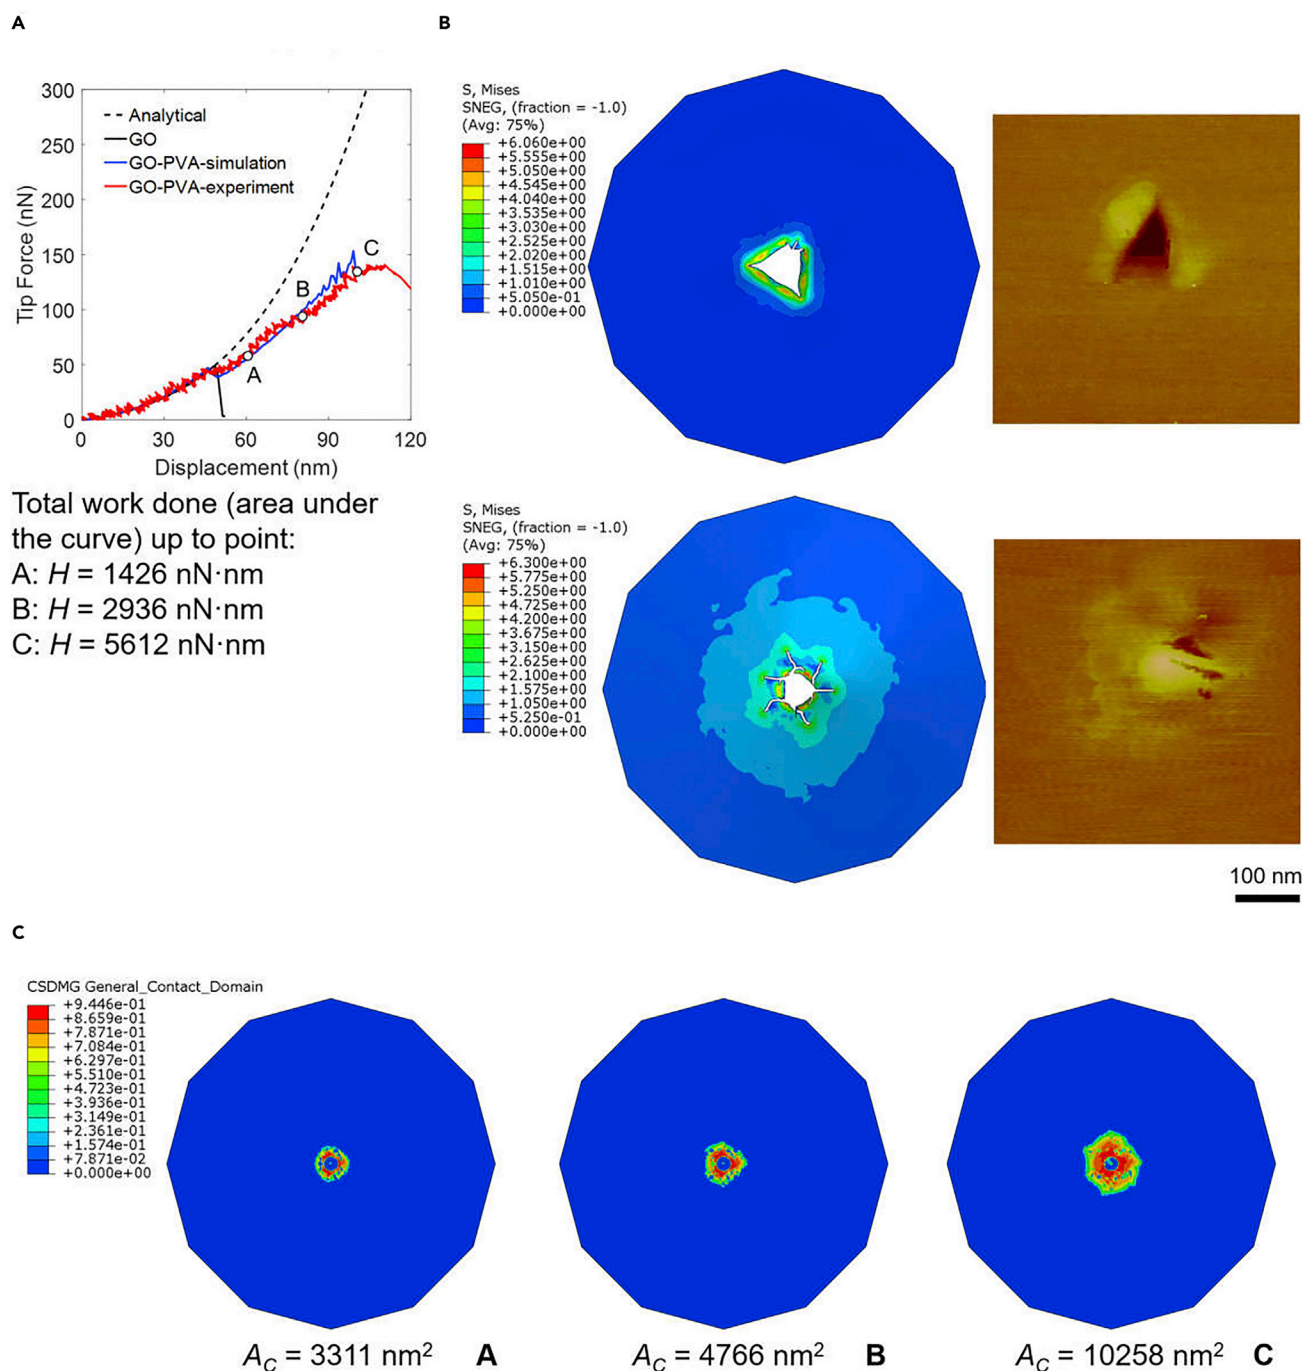 A
B
300
250
200
150
100
50
0
Tip Force (nN)
Analytical
GO
GO-PVA-simulation
GO-PVA-experiment
A
B
C
0
30
60
90
120
Displacement (nm)
Total work done (area under
the curve) up to point:
A: H = 1426 nN·nm
B: H = 2936 nN·nm
C: H = 5612 nN·nm
S, Mises
SNEG, (fraction = -1.0)
(Avg: 75%)
+6.060e+00
+5.555e+00
+5.050e+00
+4.545e+00
+4.040e+00
+3.535e+00
+3.030e+00
+2.525e+00
+2.020e+00
+1.515e+00
+1.010e+00
+5.050e-01
+0.000e+00
S, Mises
SNEG, (fraction = -1.0)
(Avg: 75%)
+6.300e+00
+5.775e+00
+5.250e+00
+4.725e+00
+4.200e+00
+3.675e+00
+3.150e+00
+2.625e+00
+2.100e+00
+1.575e+00
+1.050e+00
+5.250e-01
+0.000e+00
100 nm
C
CSDMG General_Contact_Domain
+9.446e-01
+8.659e-01
+7.871e-01
+7.084e-01
+6.297e-01
+5.510e-01
+4.723e-01
+3.936e-01
+3.149e-01
+2.361e-01
+1.574e-01
+7.871e-02
+0.000e+00
A_C = 3311 nm² A
A_C = 4766 nm² B
A_C = 10258 nm² C